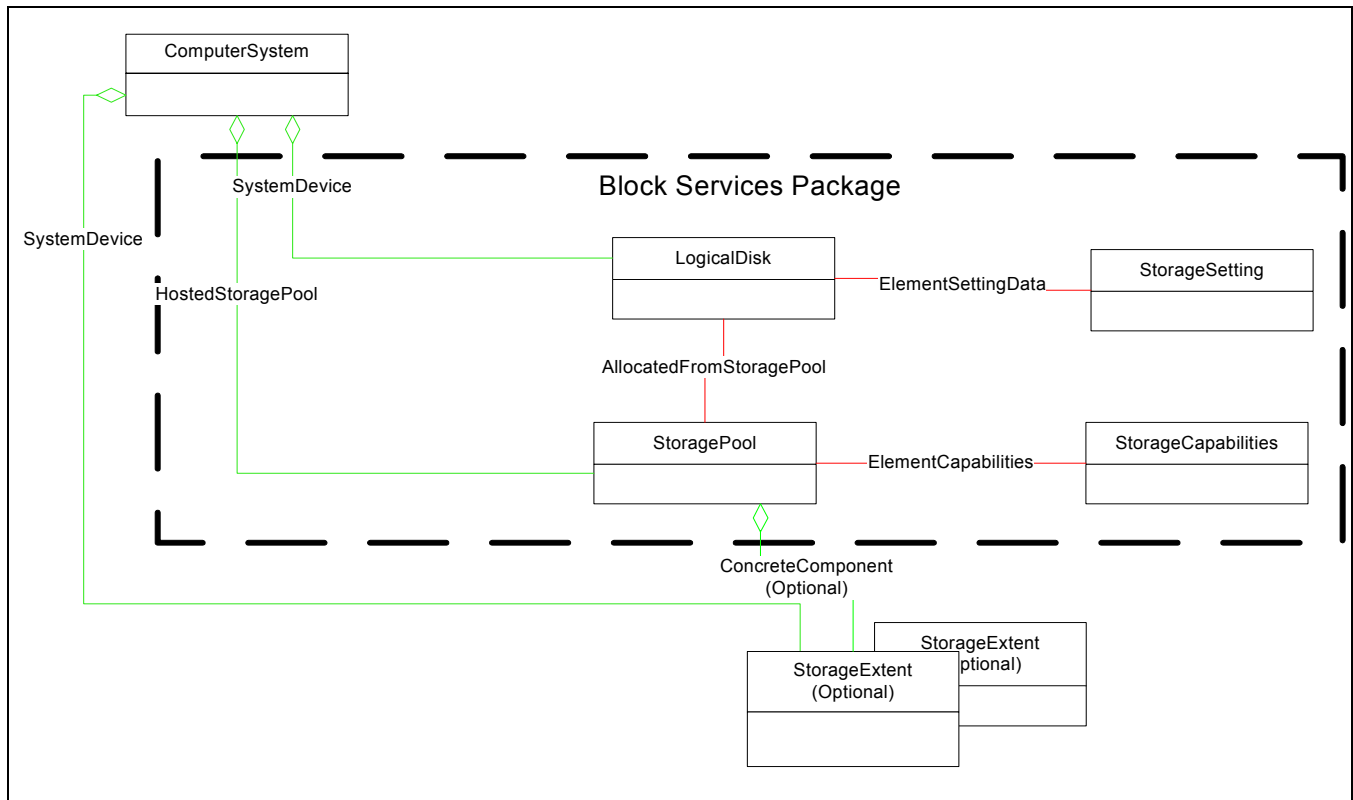 ComputerSystem
SystemDevice
Block Services Package
SystemDevice
LogicalDisk
StorageSetting
ElementSettingData
HostedStoragePool
AllocatedFromStoragePool
StoragePool
StorageCapabilities
ElementCapabilities
ConcreteComponent
(Optional)
StorageExtent
ptional)
StorageExtent
(Optional)